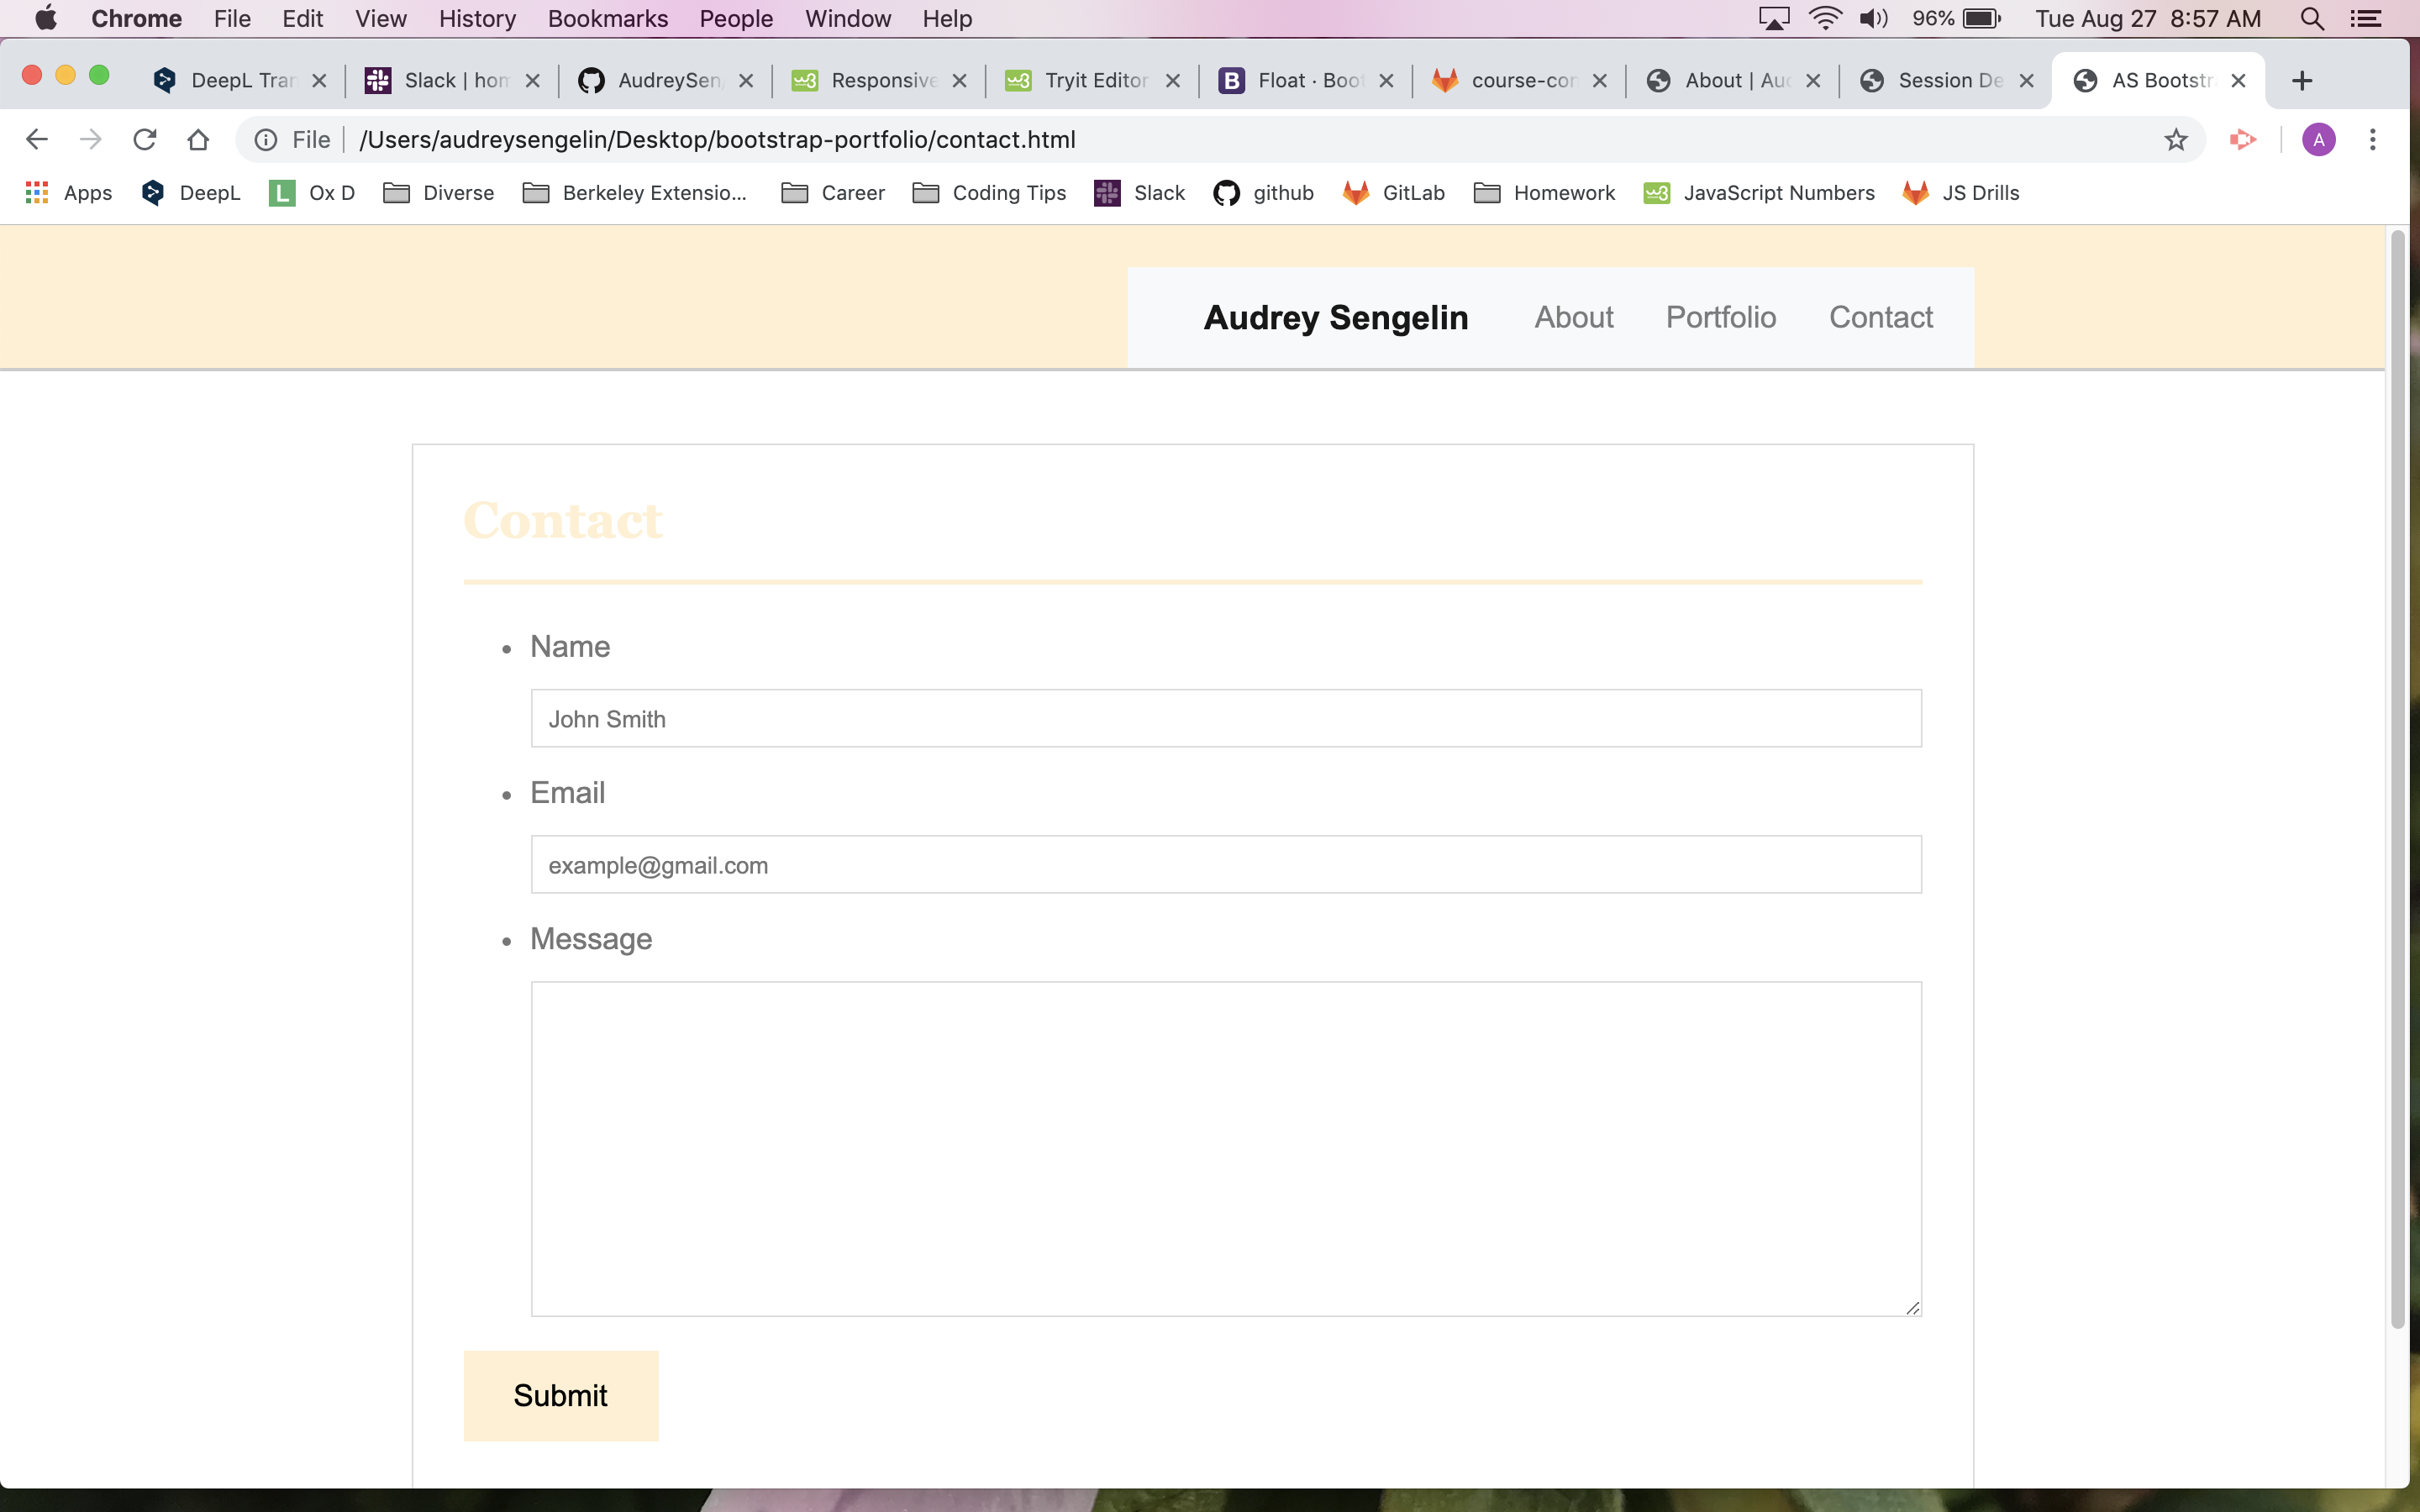 Chrome File Edit View History Bookmarks People Window Help 96% Tue Aug 27 8:57 AM
DeepL Tran Slack | hom AudreySen Responsive Tryit Editor Float · Boot course-con About | Aud Session De AS Bootstr
File /Users/audreysengelin/Desktop/bootstrap-portfolio/contact.html A
Apps DeepL L Ox D Diverse Berkeley Extensio... Career Coding Tips Slack github GitLab Homework JavaScript Numbers JS Drills
Audrey Sengelin About Portfolio Contact
Contact
• Name
John Smith
• Email
example@gmail.com
• Message
Submit